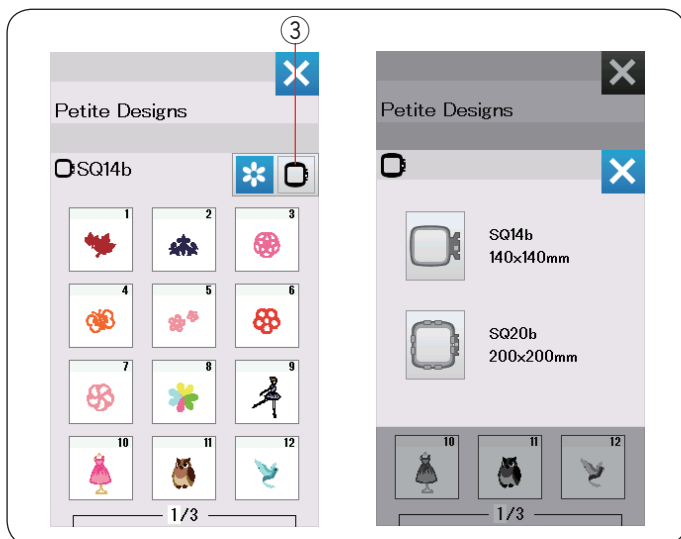 ③
Petite Designs
SQ14b
1 2 3
4 5 6
7 8 9
10 11 12
1/3
Petite Designs
SQ14b
140x140mm
SQ20b
200x200mm
10 11 12
1/3